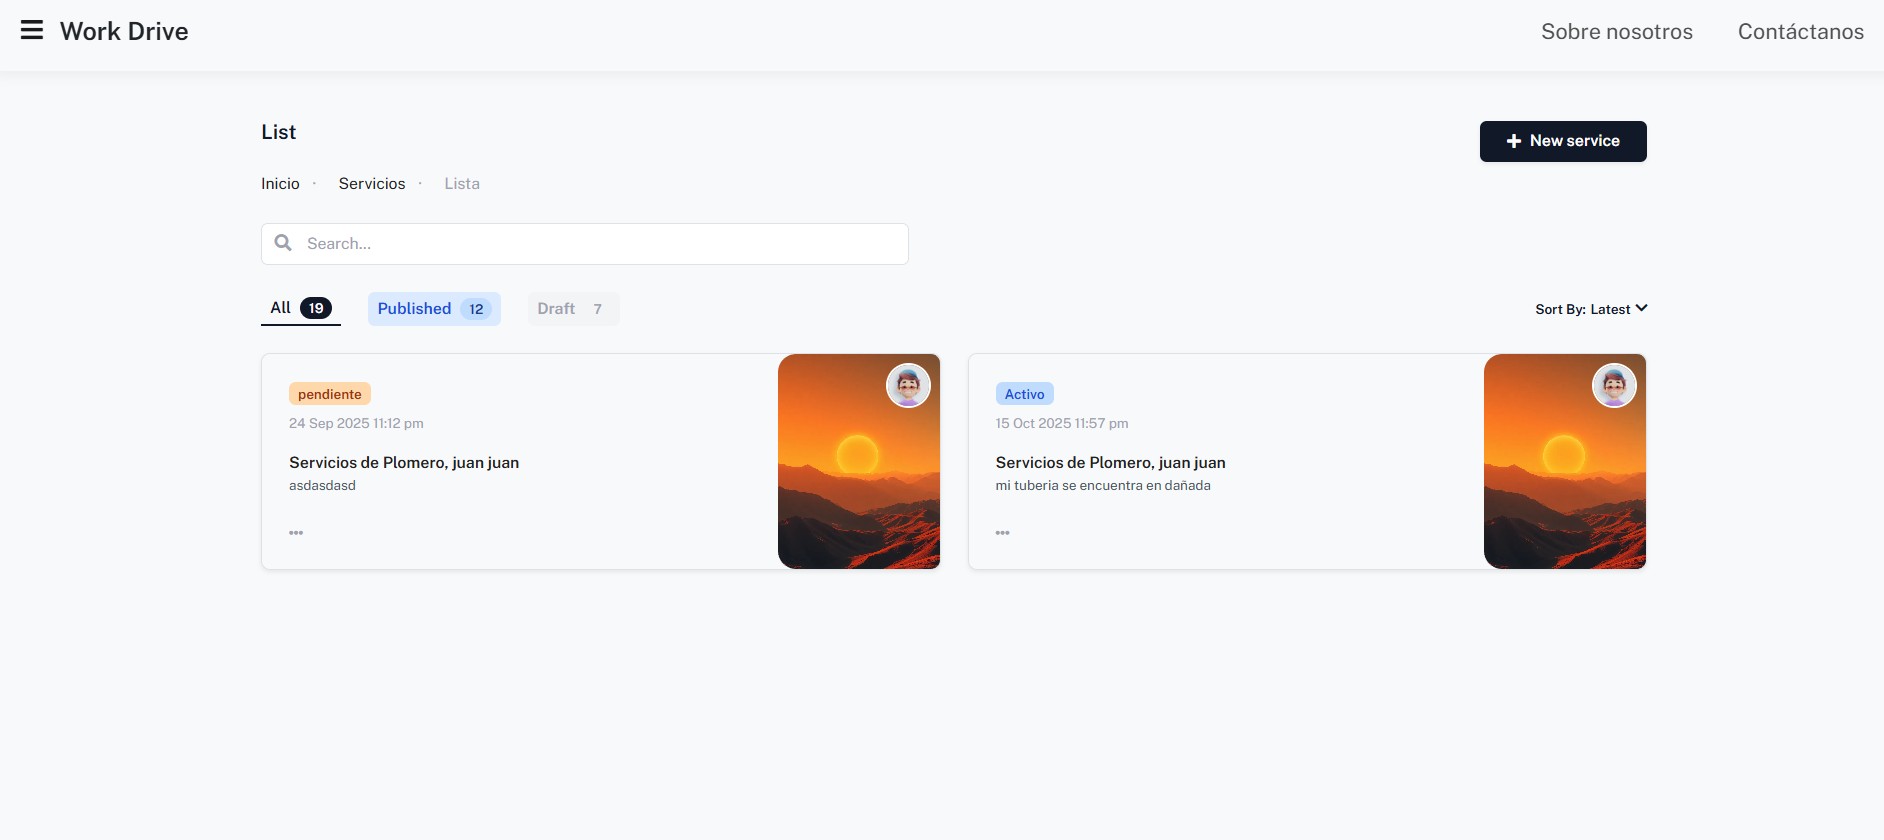 Work Drive
Sobre nosotros
Contáctanos
List
New service
Inicio · Servicios · Lista
Search...
All 19
Published 12
Draft 7
Sort By: Latest
pendiente
24 Sep 2025 11:12 pm
Servicios de Plomero, juan juan
asdasdasd
Activo
15 Oct 2025 11:57 pm
Servicios de Plomero, juan juan
mi tuberia se encuentra en dañada